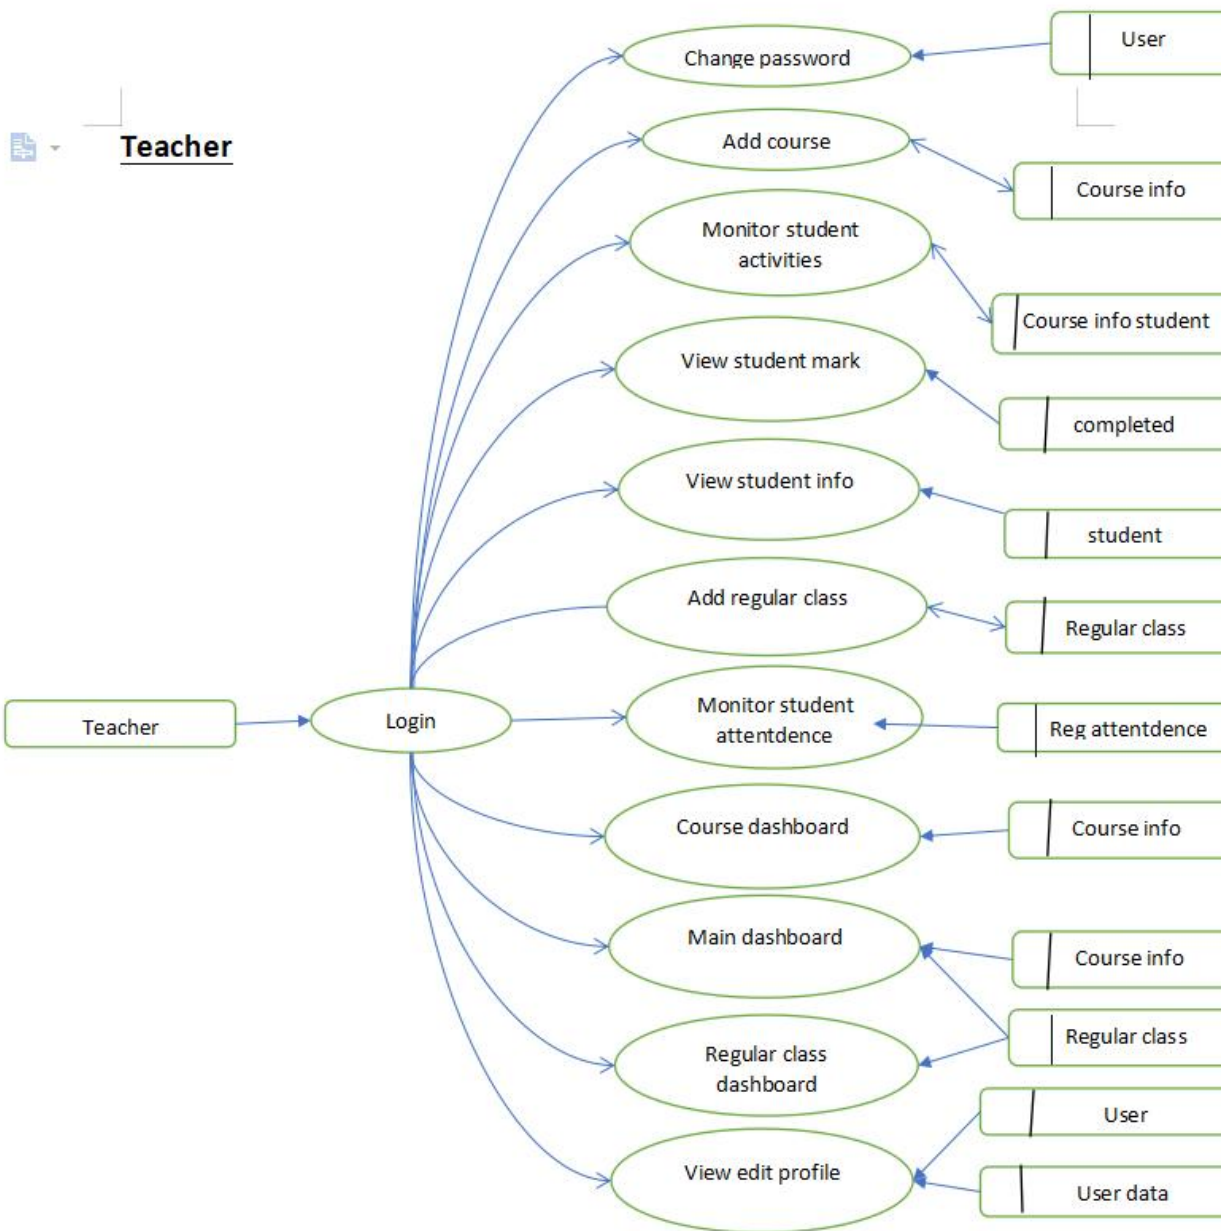 Change password
User
Teacher
Add course
Course info
Monitor student
activities
Course info student
View student mark
completed
View student info
student
Add regular class
Regular class
Teacher
Login
Monitor student
attentdence
Reg attentdence
Course dashboard
Course info
Main dashboard
Course info
Regular class
Regular class
dashboard
User
View edit profile
User data